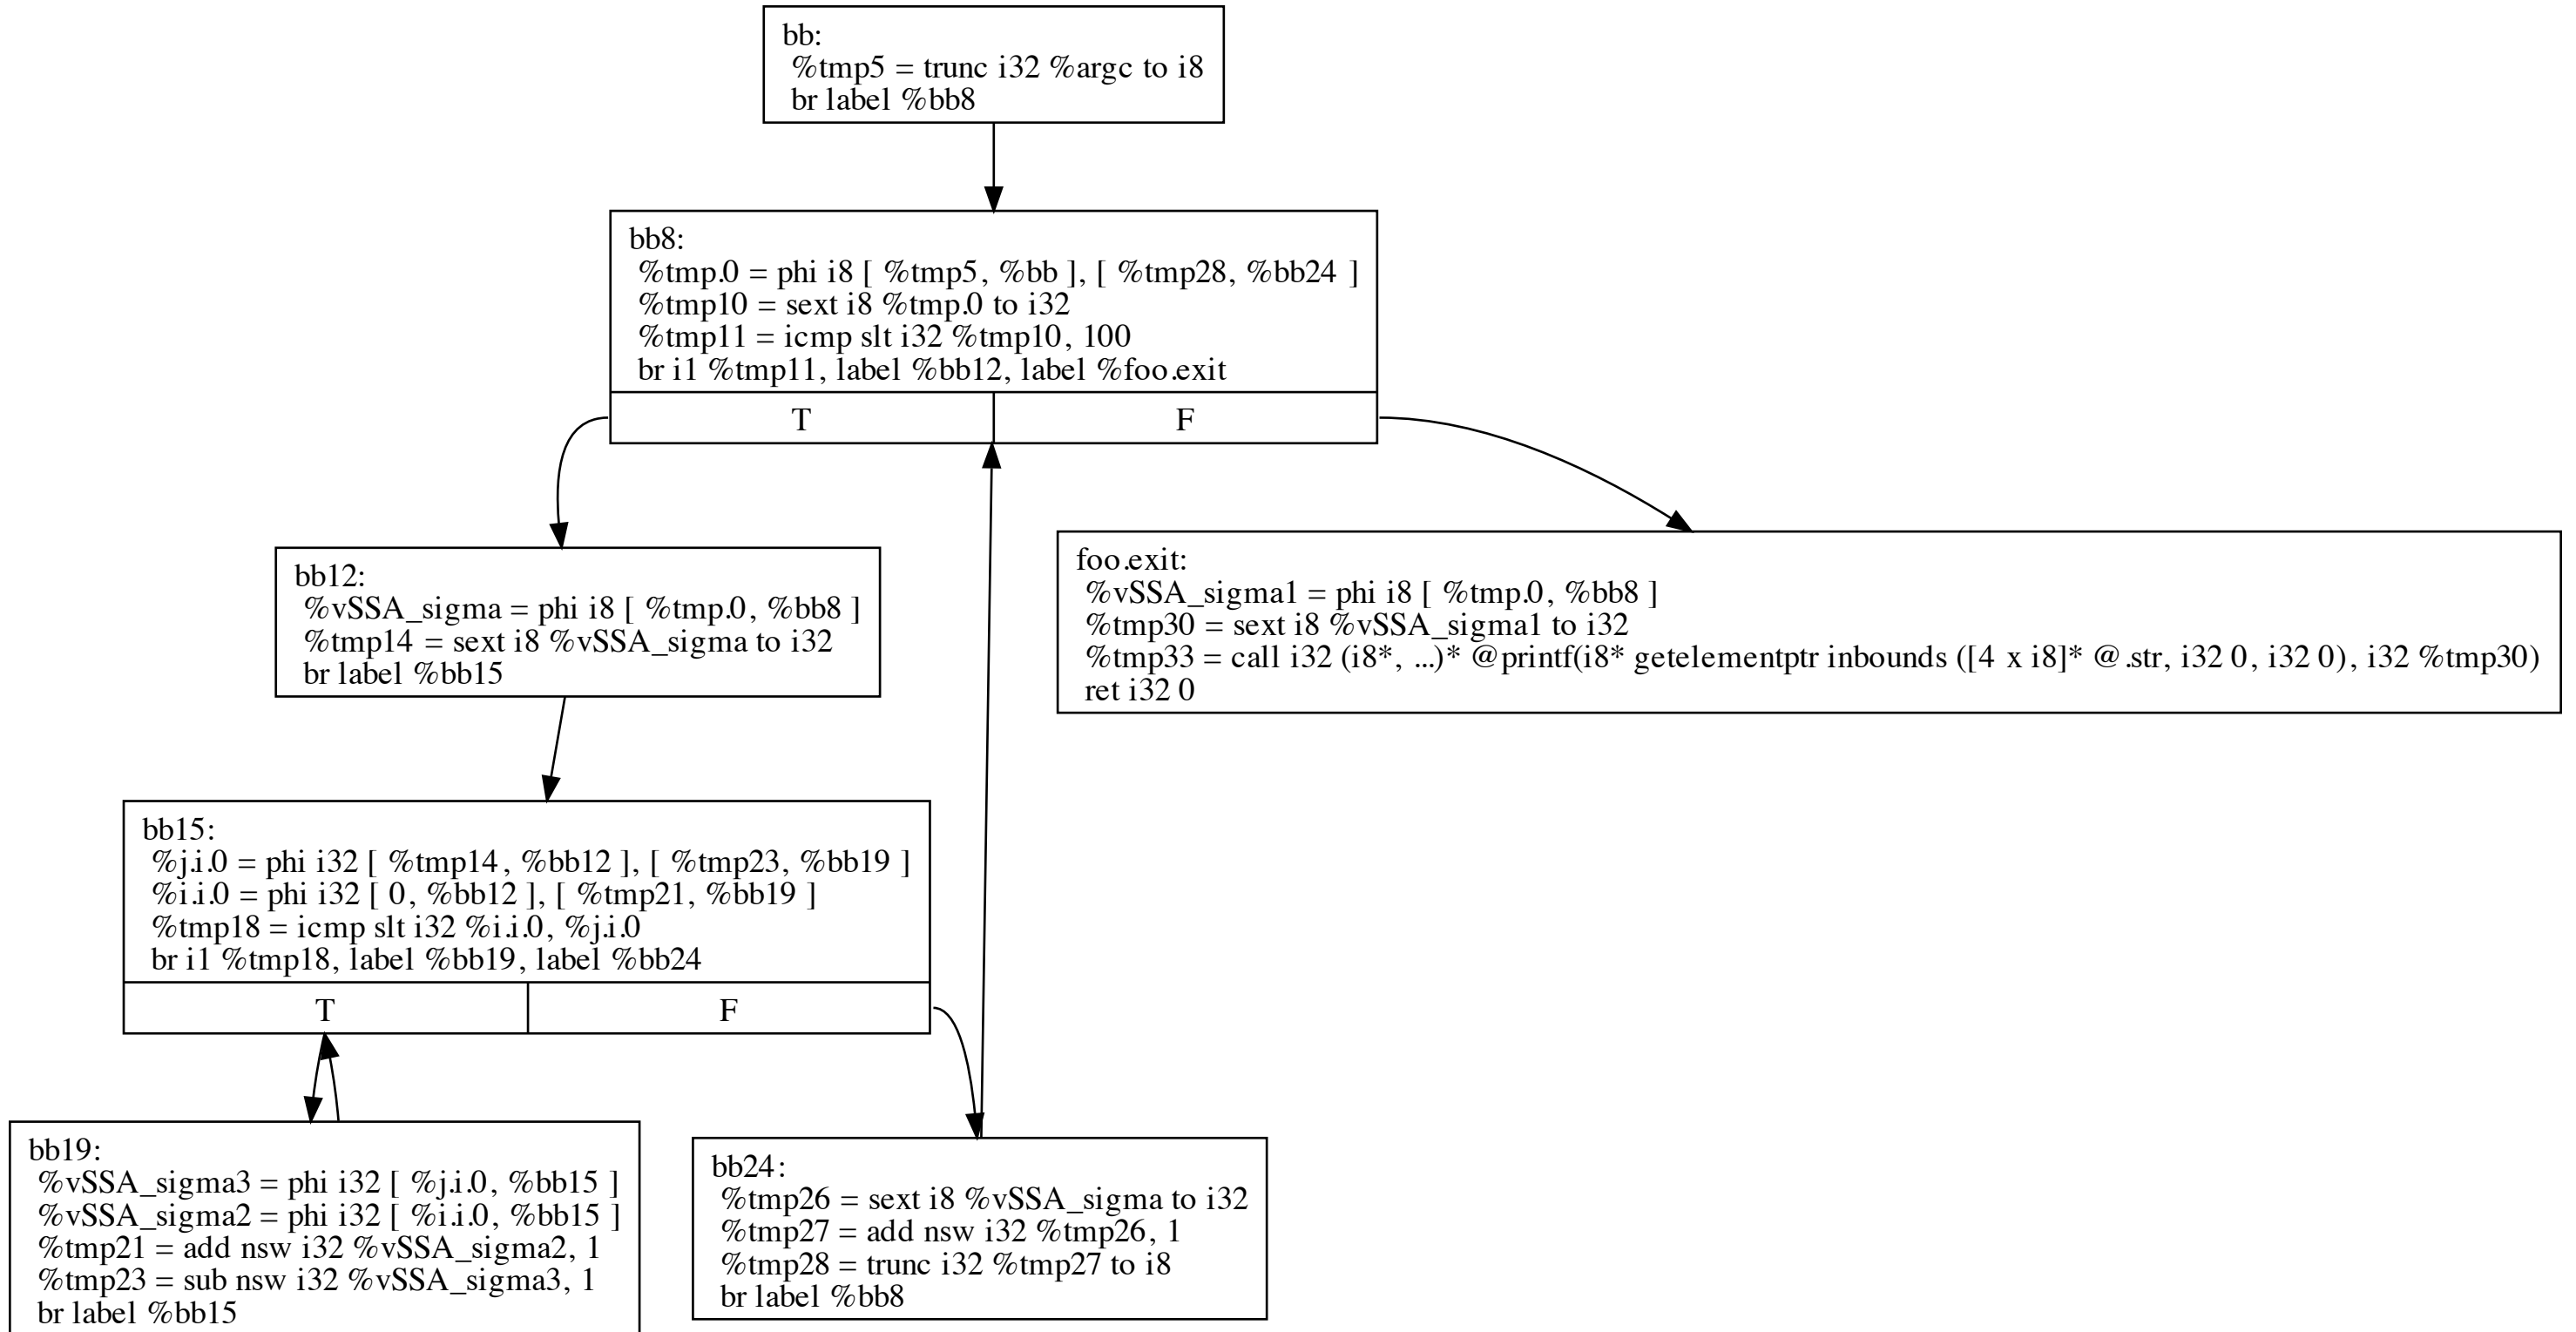 bb:
%tmp5 = trunc i32 %argc to i8
br label %bb8
bb8:
%tmp.0 = phi i8 [ %tmp5, %bb ], [ %tmp28, %bb24 ]
%tmp10 = sext i8 %tmp.0 to i32
%tmp11 = icmp slt i32 %tmp10, 100
br i1 %tmp11, label %bb12, label %foo.exit
T
F
bb12:
%vSSA_sigma = phi i8 [ %tmp.0, %bb8 ]
%tmp14 = sext i8 %vSSA_sigma to i32
br label %bb15
foo.exit:
%vSSA_sigma1 = phi i8 [ %tmp.0, %bb8 ]
%tmp30 = sext i8 %vSSA_sigma1 to i32
%tmp33 = call i32 (i8*, ...)* @printf(i8* getelementptr inbounds ([4 x i8]* @.str, i32 0, i32 0), i32 %tmp30)
ret i32 0
bb15:
%j.i.0 = phi i32 [ %tmp14, %bb12 ], [ %tmp23, %bb19 ]
%i.i.0 = phi i32 [ 0, %bb12 ], [ %tmp21, %bb19 ]
%tmp18 = icmp slt i32 %i.i.0, %j.i.0
br i1 %tmp18, label %bb19, label %bb24
T
F
bb19:
%vSSA_sigma3 = phi i32 [ %j.i.0, %bb15 ]
%vSSA_sigma2 = phi i32 [ %i.i.0, %bb15 ]
%tmp21 = add nsw i32 %vSSA_sigma2, 1
%tmp23 = sub nsw i32 %vSSA_sigma3, 1
br label %bb15
bb24:
%tmp26 = sext i8 %vSSA_sigma to i32
%tmp27 = add nsw i32 %tmp26, 1
%tmp28 = trunc i32 %tmp27 to i8
br label %bb8